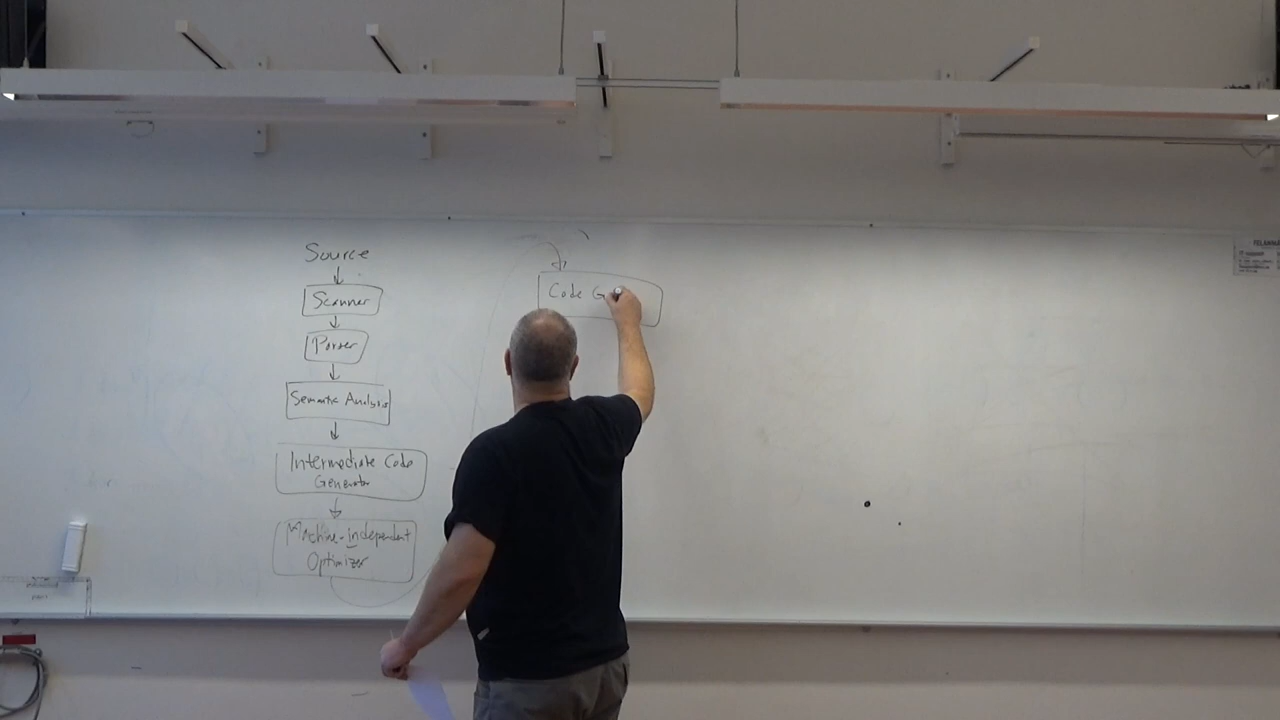 Source
Scanner
Parser
Semantic Analysis
Intermediate Code
Generator
Machine-independent
Optimizer
Code G